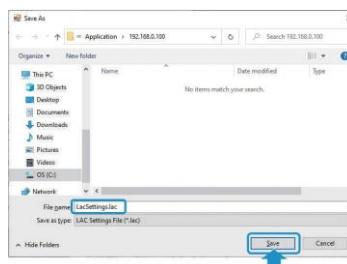 Save As
« Application › 192.168.0.100
Search 192.168.0.100
Organize ▾ New folder
Name Date modified Type
This PC
3D Objects
Desktop
Documents
Downloads
Music
Pictures
Videos
OS (C:)
Network
No items match your search.
File name: LacSettings.lac
Save as type: LAC Settings File (*.lac)
Hide Folders
Save Cancel